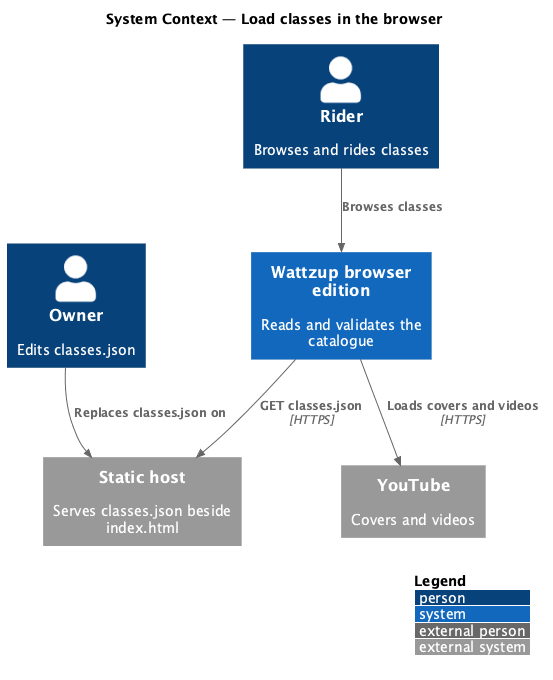 System Context — Load classes in the browser
Rider
Browses and rides classes
Browses classes
Owner
Edits classes.json
Wattzup browser
edition
Reads and validates the
catalogue
Replaces classes.json on
GET classes.json
[HTTPS]
Loads covers and videos
[HTTPS]
Static host
Serves classes.json beside
index.html
YouTube
Covers and videos
Legend
person
system
external person
external system